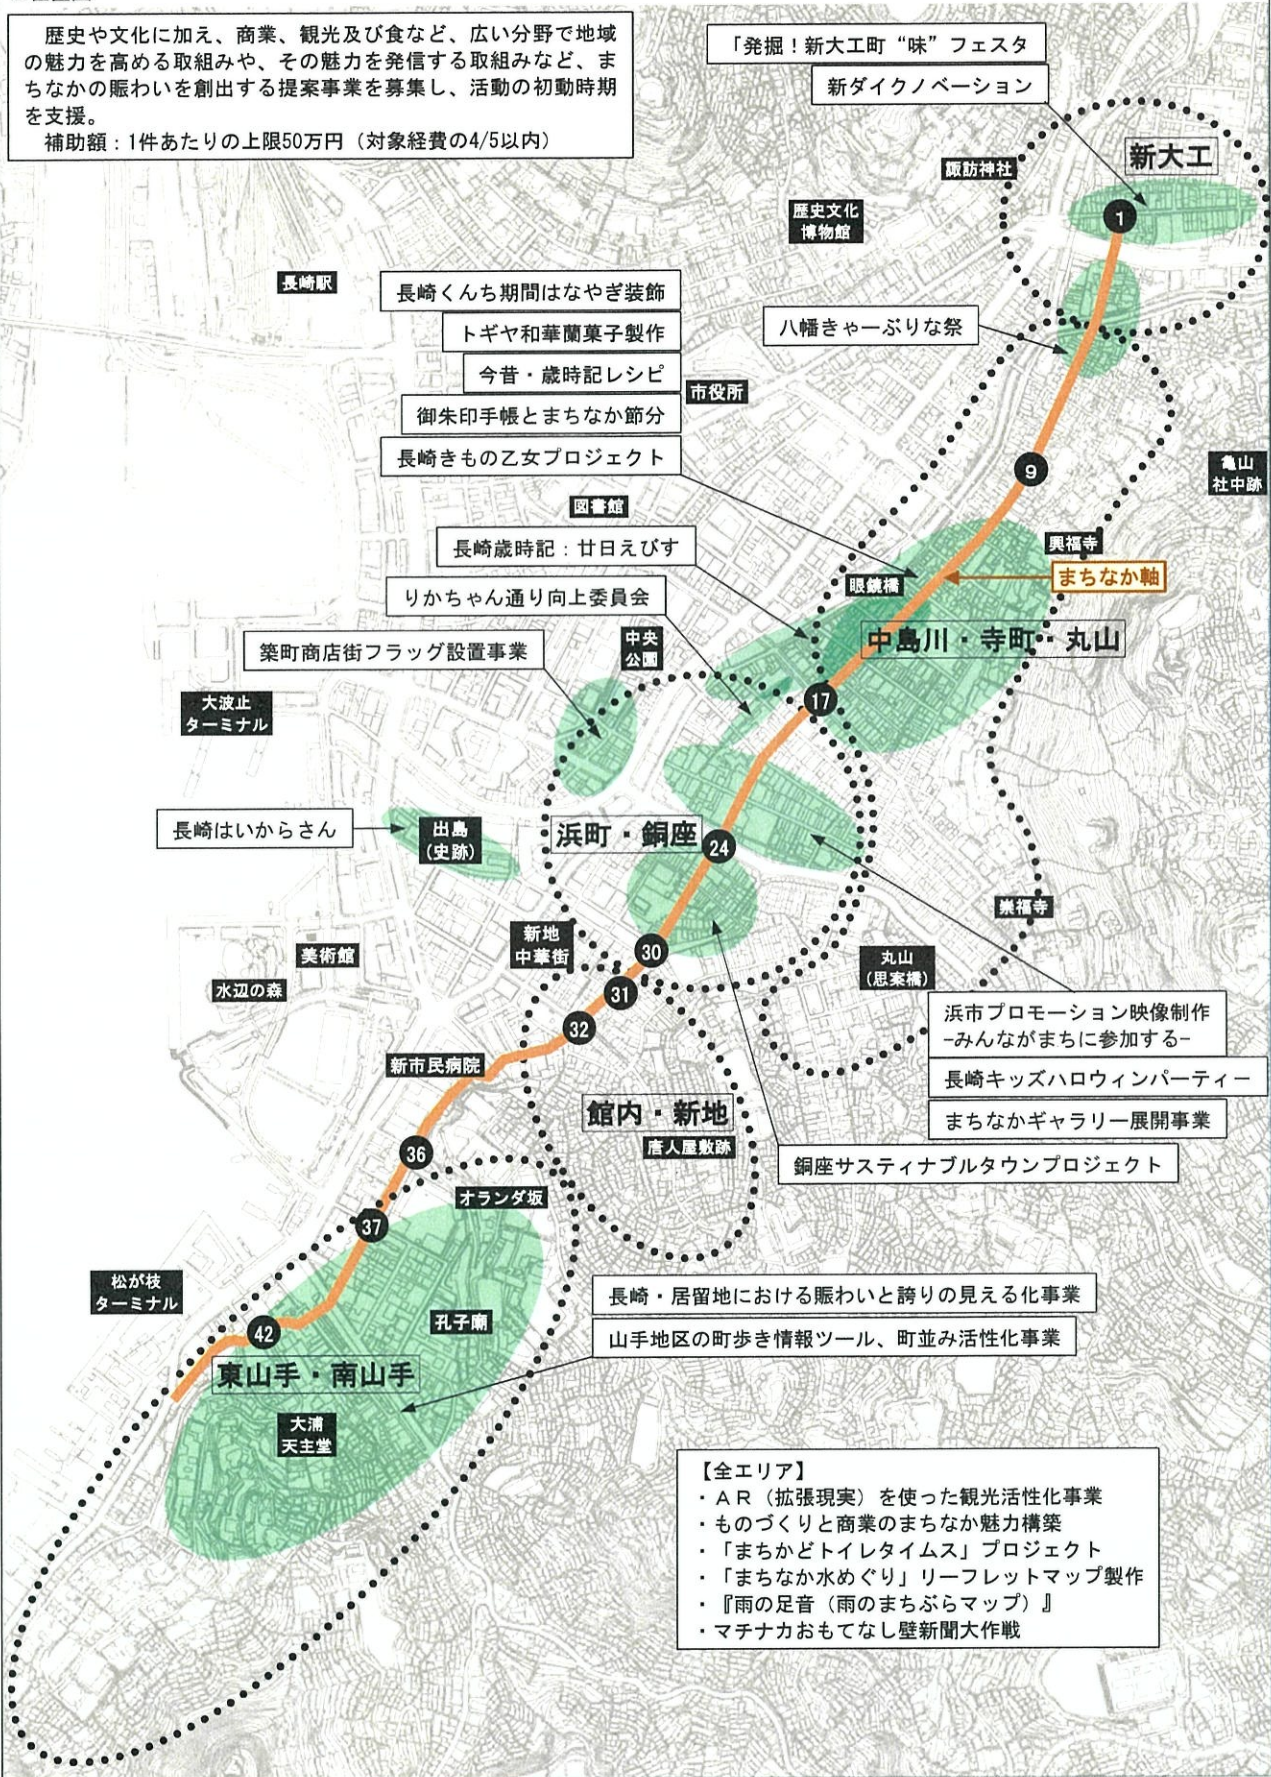 歴史や文化に加え、商業、観光及び食など、広い分野で地域
の魅力を高める取組みや、その魅力を発信する取組みなど、ま
ちなかの賑わいを創出する提案事業を募集し、活動の初動時期
を支援。
補助額：1件あたりの上限50万円（対象経費の4/5以内）
「発掘！新大工町“味”フェスタ
新ダイクノベーション
新大工
諏訪神社
1
歴史文化
博物館
長崎駅
長崎くんち期間はなやぎ装飾
トギヤ和華蘭菓子製作
今昔・歳時記レシピ
御朱印手帳とまちなか節分
長崎きもの乙女プロジェクト
八幡きゃーぶりな祭
市役所
9
亀山
社中跡
図書館
興福寺
長崎歳時記：廿日えびす
眼鏡橋
まちなか軸
りかちゃん通り向上委員会
中島川・寺町・丸山
築町商店街フラッグ設置事業
中央
公園
17
大波止
ターミナル
長崎はいからさん
出島
（史跡）
浜町・銅座
24
崇福寺
新地
中華街
30
美術館
丸山
（思案橋）
水辺の森
31
32
浜市プロモーション映像制作
-みんながまちに参加する-
長崎キッズハロウィンパーティー
まちなかギャラリー展開事業
新市民病院
館内・新地
唐人屋敷跡
銅座サスティナブルタウンプロジェクト
36
オランダ坂
37
松が枝
ターミナル
長崎・居留地における賑わいと誇りの見える化事業
山手地区の町歩き情報ツール、町並み活性化事業
孔子廟
42
東山手・南山手
大浦
天主堂
【全エリア】
・ＡＲ（拡張現実）を使った観光活性化事業
・ものづくりと商業のまちなか魅力構築
・「まちかどトイレタイムス」プロジェクト
・「まちなか水めぐり」リーフレットマップ製作
・『雨の足音（雨のまちぶらマップ）』
・マチナカおもてなし壁新聞大作戦